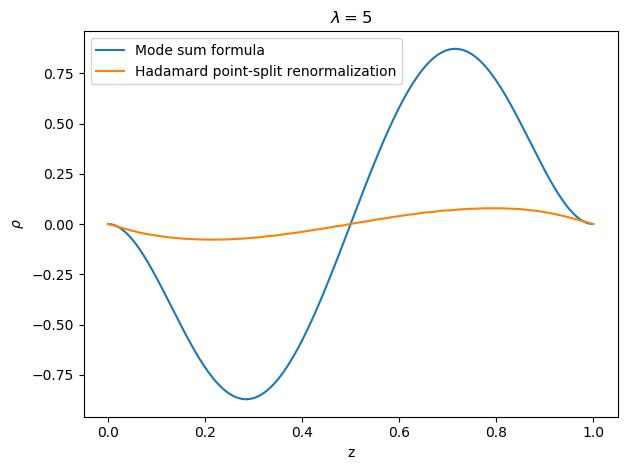 λ = 5
Mode sum formula
Hadamard point-split renormalization
0.75
0.50
0.25
0.00
−0.25
−0.50
−0.75
ρ
0.0 0.2 0.4 0.6 0.8 1.0
z